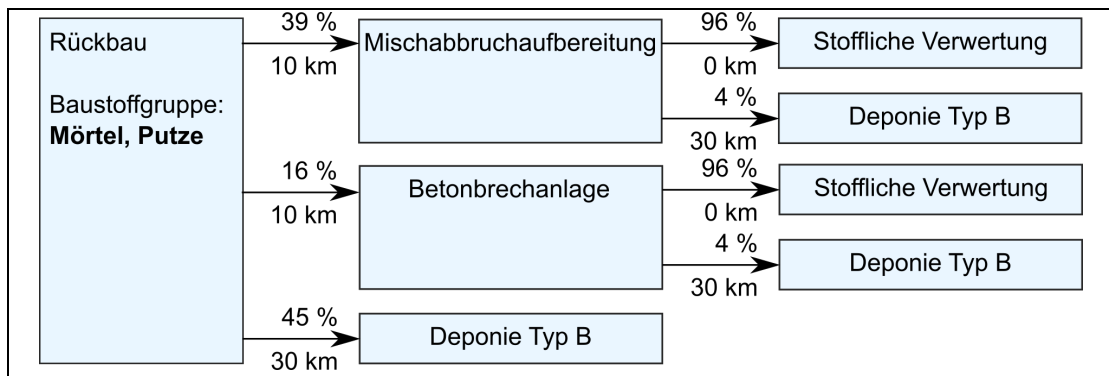 Rückbau
Baustoffgruppe:
Mörtel, Putze
39 %
10 km
Mischabbruchaufbereitung
96 %
0 km
Stoffliche Verwertung
4 %
30 km
Deponie Typ B
16 %
10 km
Betonbrechanlage
96 %
0 km
Stoffliche Verwertung
4 %
30 km
Deponie Typ B
45 %
30 km
Deponie Typ B